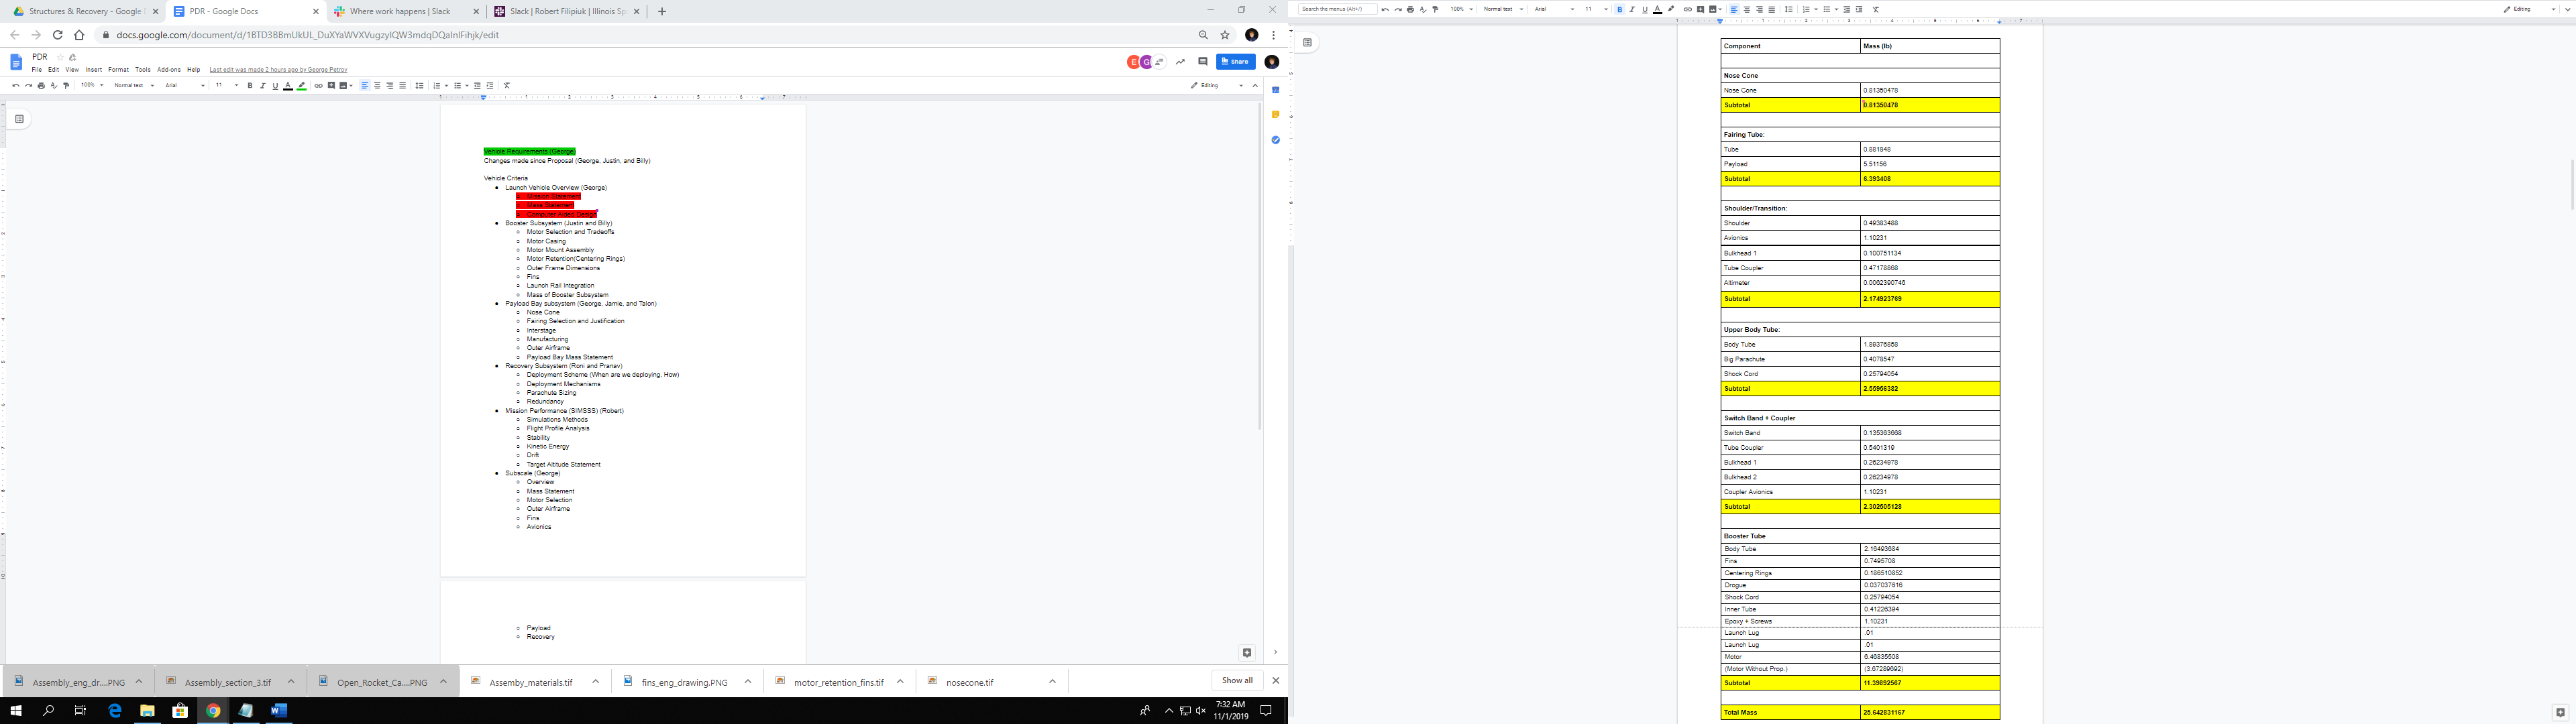 Structures & Recovery - Google
PDR - Google Docs
Where work happens | Slack
Slack | Robert Filipiuk | Illinois Sp
docs.google.com/document/d/
PDR
File Edit View Insert Format Tools Add-ons Help Last edit was made 2 hours ago by George Petrov
Share
100% Normal text Arial 11 Editing
Vehicle Requirements (George)
Changes made since Proposal (George, Justin, and Billy)
Vehicle Criteria
Launch Vehicle Overview (George)
Mission Statement
Mass Statement
Computer Aided Design
Booster Subsystem (Justin and Billy)
Motor Selection and Tradeoffs
Motor Casing
Motor Mount Assembly
Motor Retention(Centering Rings)
Outer Frame Dimensions
Fins
Launch Rail Integration
Mass of Booster Subsystem
Payload Bay subsystem (George, Jamie, and Talon)
Nose Cone
Fairing Selection and Justification
Interstage
Manufacturing
Outer Airframe
Payload Bay Mass Statement
Recovery Subsystem (Roni and Pranav)
Deployment Scheme (When are we deploying, How)
Deployment Mechanisms
Parachute Sizing
Redundancy
Mission Performance (SIMSSS) (Robert)
Simulations Methods
Flight Profile Analysis
Stability
Kinetic Energy
Drift
Target Altitude Statement
Subscale (George)
Overview
Mass Statement
Motor Selection
Outer Airframe
Fins
Avionics
Payload
Recovery
Assembly_eng_dr....PNG
Assembly_section_3.tif
Open_Rocket_Ca....PNG
Assemby_materials.tif
fins_eng_drawing.PNG
motor_retention_fins.tif
nosecone.tif
Show all
7:32 AM
11/1/2019
Search the menus (Alt+/)
100% Normal text Arial 11 Editing
Component Mass (lb)
Nose Cone
Nose Cone 0.81350478
Subtotal 0.81350478
Fairing Tube:
Tube 0.881848
Payload 5.51156
Subtotal 6.393408
Shoulder/Transition:
Shoulder 0.49383488
Avionics 1.10231
Bulkhead 1 0.100751134
Tube Coupler 0.47178868
Altimeter 0.0062390746
Subtotal 2.174923769
Upper Body Tube:
Body Tube 1.89376858
Big Parachute 0.4078547
Shock Cord 0.25794054
Subtotal 2.55956382
Switch Band + Coupler
Switch Band 0.135363668
Tube Coupler 0.5401319
Bulkhead 1 0.26234978
Bulkhead 2 0.26234978
Coupler Avionics 1.10231
Subtotal 2.302505128
Booster Tube
Body Tube 2.16493684
Fins 0.7495708
Centering Rings 0.186510852
Drogue 0.037037616
Shock Cord 0.25794054
Inner Tube 0.41226394
Epoxy + Screws 1.10231
Launch Lug .01
Launch Lug .01
Motor 6.46835508
(Motor Without Prop.) (3.67289692)
Subtotal 11.39892567
Total Mass 25.642831167